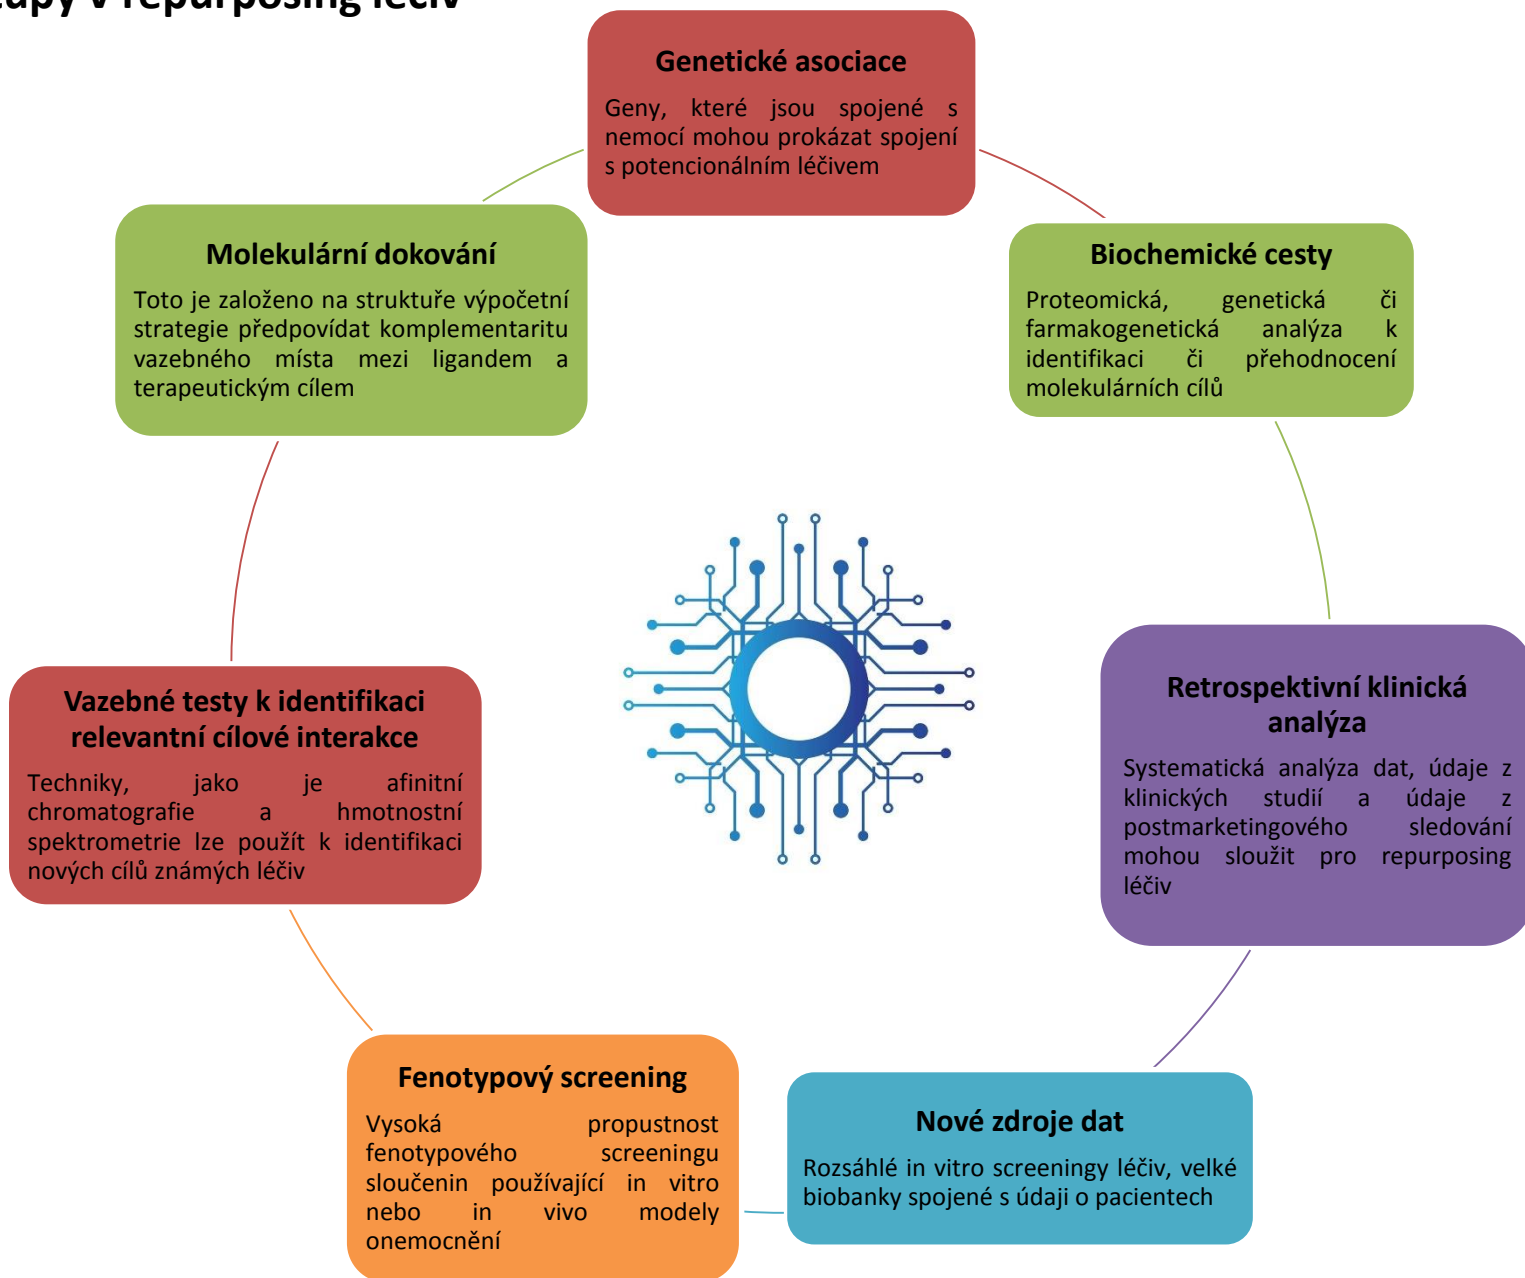 v repurposing léčiv
Genetické asociace
Geny, které jsou spojené s
nemocí mohou prokázat spojení
s potencionálním léčivem
Biochemické cesty
Proteomická, genetická či
farmakogenetická analýza k
identifikaci či přehodnocení
molekulárních cílů
Retrospektivní klinická
analýza
Systematická analýza dat, údaje z
klinických studií a údaje z
postmarketingového sledování
mohou sloužit pro repurposing
léčiv
Nové zdroje dat
Rozsáhlé in vitro screeningy léčiv, velké
biobanky spojené s údaji o pacientech
Fenotypový screening
Vysoká propustnost
fenotypového screeningu
sloučenin používající in vitro
nebo in vivo modely
onemocnění
Vazebné testy k identifikaci
relevantní cílové interakce
Techniky, jako je afinitní
chromatografie a hmotnostní
spektrometrie lze použít k identifikaci
nových cílů známých léčiv
Molekulární dokování
Toto je založeno na struktuře výpočetní
strategie předpovídat komplementaritu
vazebného místa mezi ligandem a
terapeutickým cílem